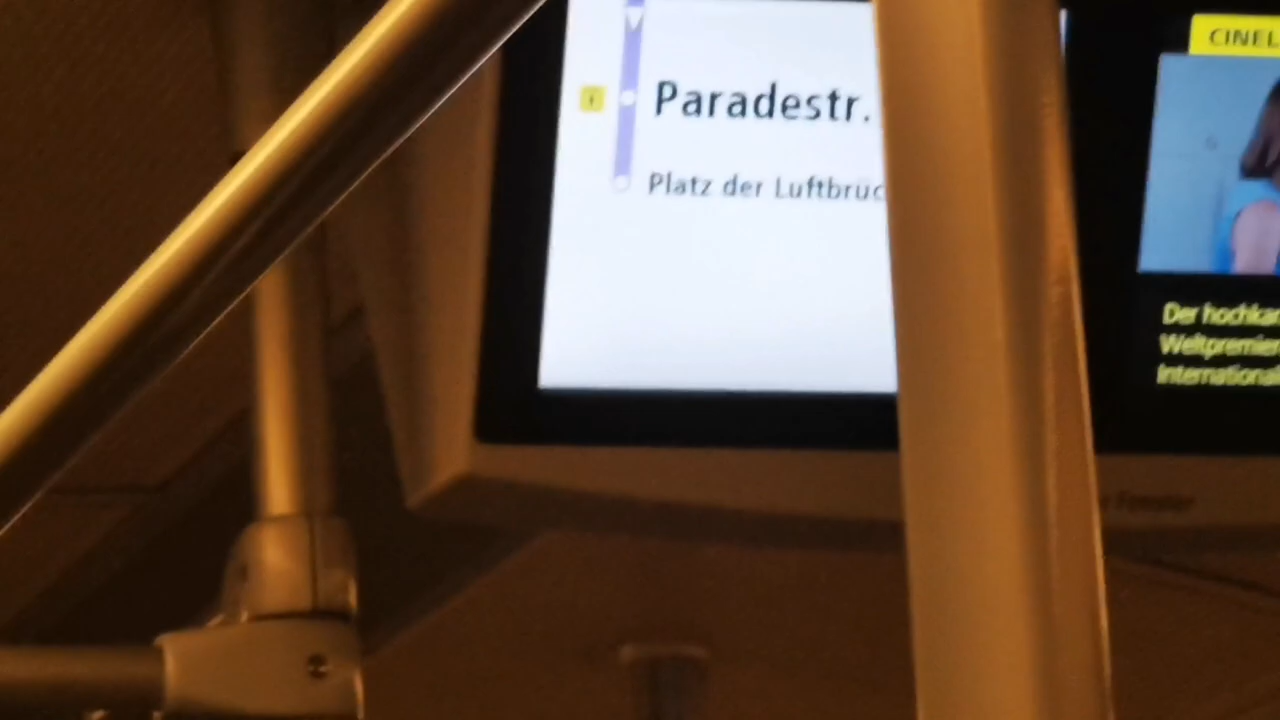 Paradestr.
Platz der Luftbrüc
CINEL
Der hochkar
Weltpremier
International